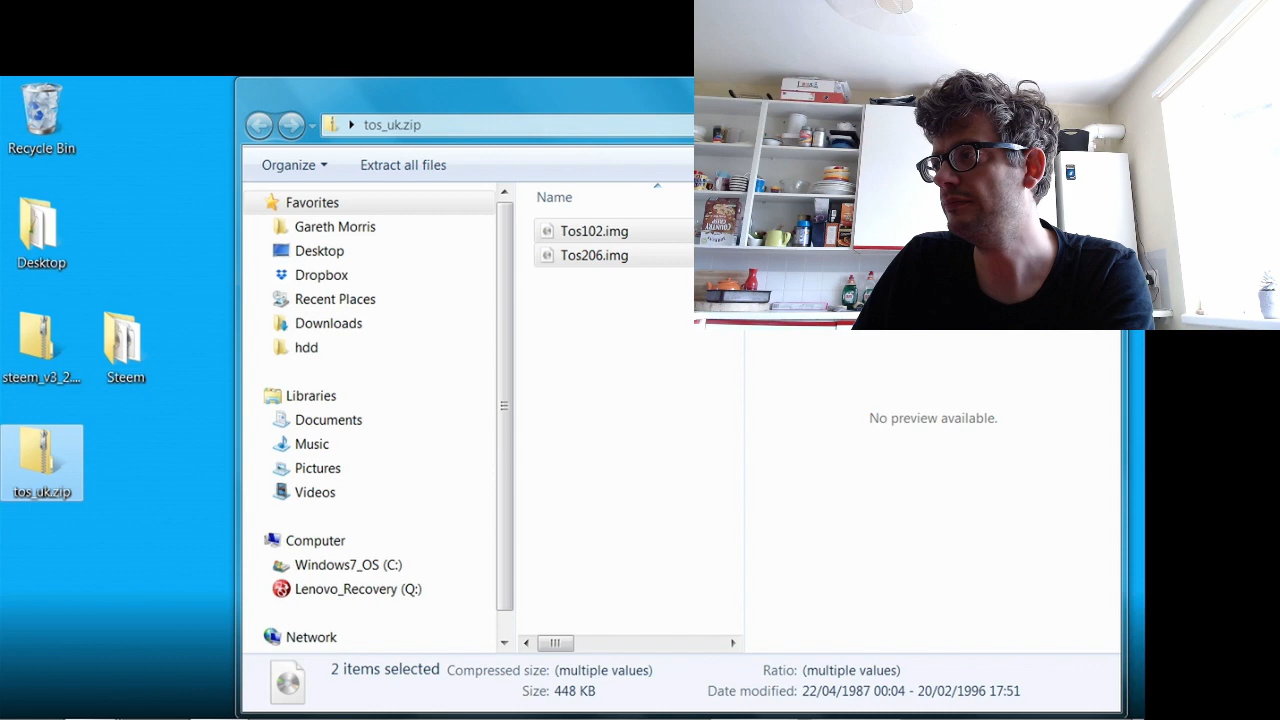 Recycle Bin
Desktop
steem_v3_2....
Steem
tos_uk.zip
tos_uk.zip
Organize
Extract all files
Favorites
Gareth Morris
Desktop
Dropbox
Recent Places
Downloads
hdd
Libraries
Documents
Music
Pictures
Videos
Computer
Windows7_OS (C:)
Lenovo_Recovery (Q:)
Network
Name
Tos102.img
Tos206.img
No preview available.
2 items selected Compressed size: (multiple values) Ratio: (multiple values)
Size: 448 KB Date modified: 22/04/1987 00:04 - 20/02/1996 17:51